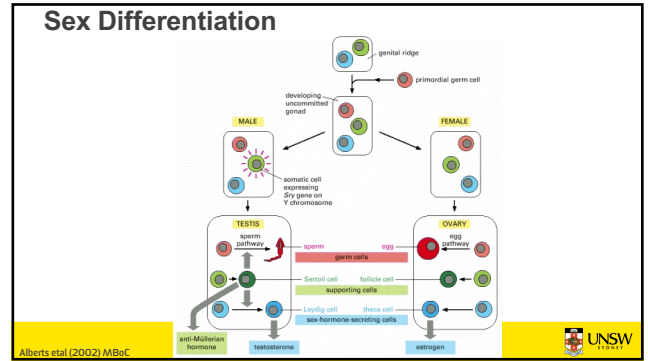 Sex Differentiation
genital ridge
primordial germ cell
developing
uncommitted
gonad
MALE
FEMALE
somatic cell
expressing
Sry gene on
Y chromosome
TESTIS
OVARY
sperm
pathway
sperm
egg
egg
pathway
germ cells
Sertoli cell
follicle cell
supporting cells
Leydig cell
theca cell
sex-hormone-secreting cells
anti-Müllerian
hormone
testosterone
estrogen
Alberts etal (2002) MBoC
UNSW
SYDNEY